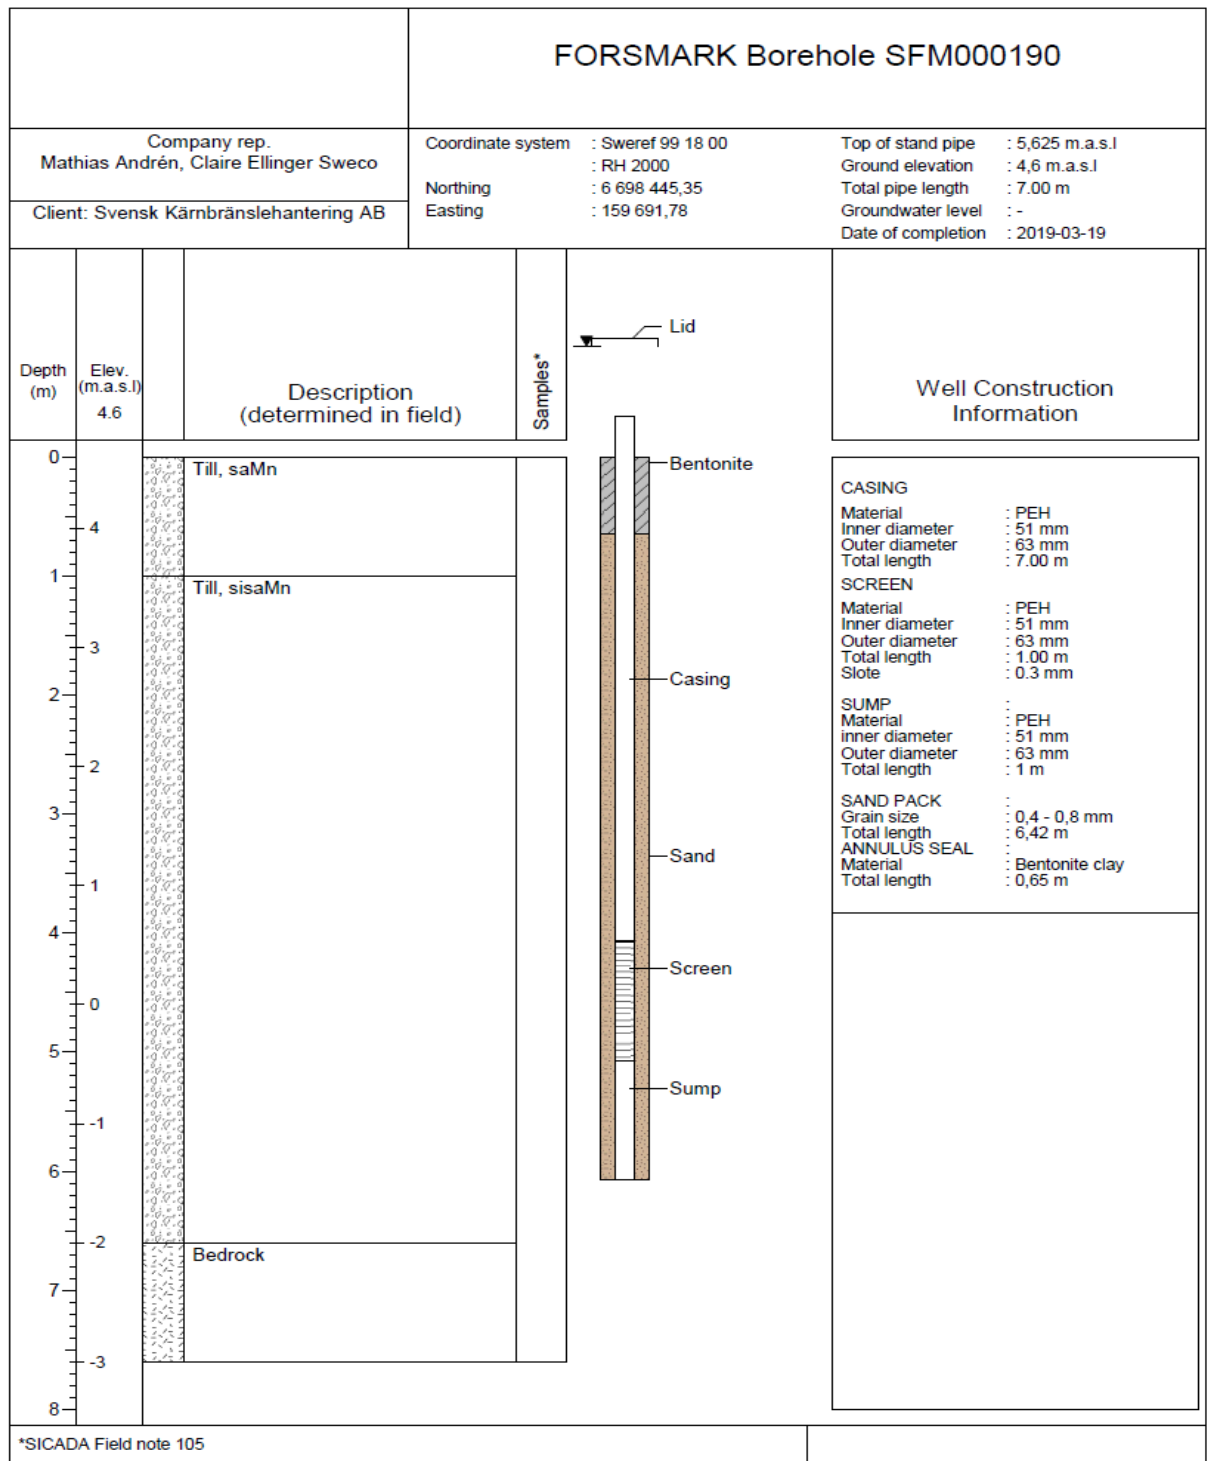 FORSMARK Borehole SFM000190
Company rep.
Mathias Andrén, Claire Ellinger Sweco
Client: Svensk Kärnbränslehantering AB
Coordinate system : Sweref 99 18 00
: RH 2000
Northing : 6 698 445,35
Easting : 159 691,78
Top of stand pipe : 5,625 m.a.s.l
Ground elevation : 4,6 m.a.s.l
Total pipe length : 7.00 m
Groundwater level : -
Date of completion : 2019-03-19
Depth
(m)
Elev.
(m.a.s.l)
4.6
Description
(determined in field)
Samples*
Lid
Well Construction
Information
0
1
2
3
4
5
6
7
8
4
3
2
1
0
-1
-2
-3
Till, saMn
Till, sisaMn
Bedrock
Bentonite
Casing
Sand
Screen
Sump
CASING
Material : PEH
Inner diameter : 51 mm
Outer diameter : 63 mm
Total length : 7.00 m
SCREEN
Material : PEH
Inner diameter : 51 mm
Outer diameter : 63 mm
Total length : 1.00 m
Slote : 0.3 mm
SUMP :
Material : PEH
inner diameter : 51 mm
Outer diameter : 63 mm
Total length : 1 m
SAND PACK :
Grain size : 0,4 - 0,8 mm
Total length : 6,42 m
ANNULUS SEAL :
Material : Bentonite clay
Total length : 0,65 m
*SICADA Field note 105